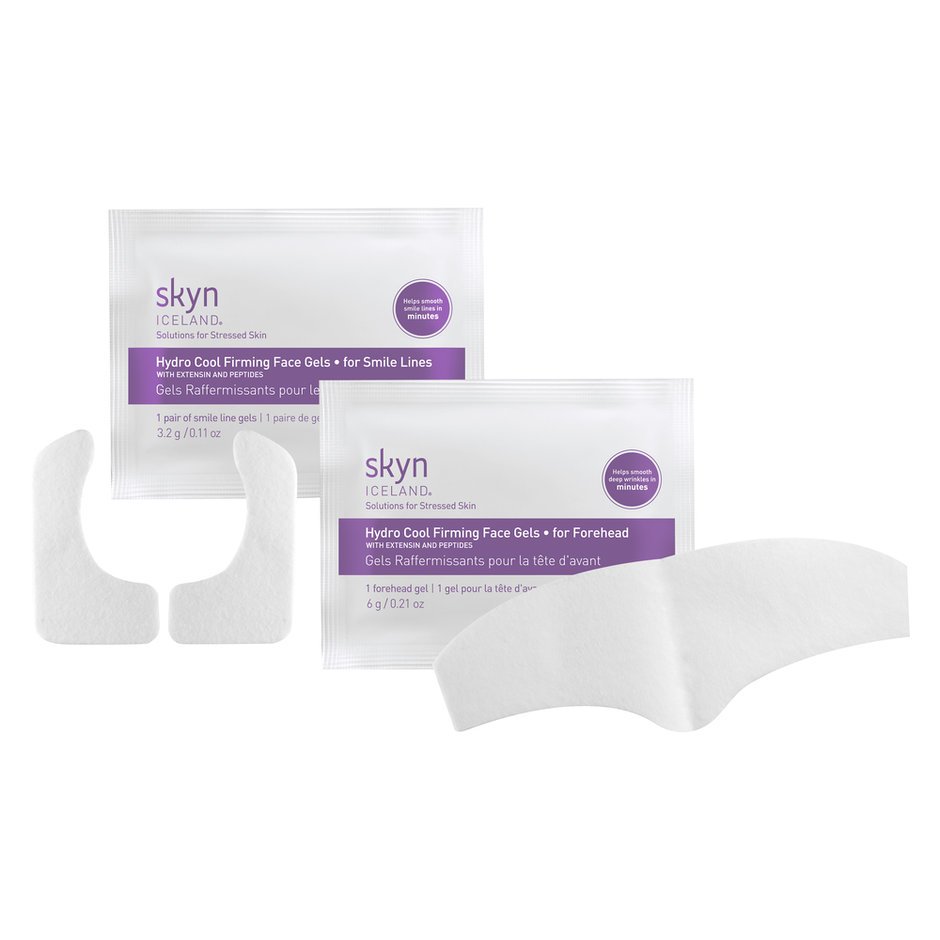 skyn
ICELAND®
Solutions for Stressed Skin
Helps smooth
smile lines in
minutes
Hydro Cool Firming Face Gels • for Smile Lines
WITH EXTENSIN AND PEPTIDES
Gels Raffermissants pour
1 pair of smile line gels | 1 paire de
3.2 g / 0.11 oz
skyn
ICELAND®
Solutions for Stressed Skin
Helps smooth
deep wrinkles in
minutes
Hydro Cool Firming Face Gels • for Forehead
WITH EXTENSIN AND PEPTIDES
Gels Raffermissants pour la tête d'avant
1 forehead gel | 1 gel pour la tête
6 g / 0.21 oz